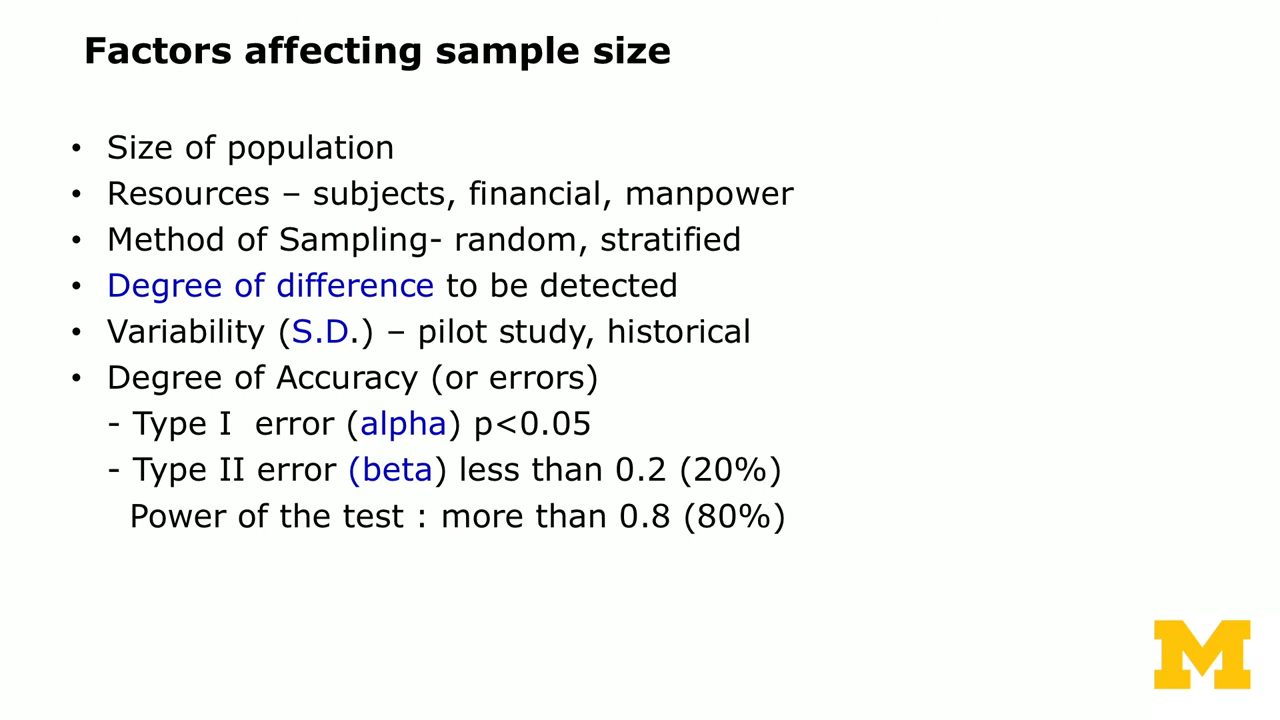 Factors affecting sample size
• Size of population
• Resources – subjects, financial, manpower
• Method of Sampling- random, stratified
• Degree of difference to be detected
• Variability (S.D.) – pilot study, historical
• Degree of Accuracy (or errors)
- Type I  error (alpha) p<0.05
- Type II error (beta) less than 0.2 (20%)
Power of the test : more than 0.8 (80%)
M